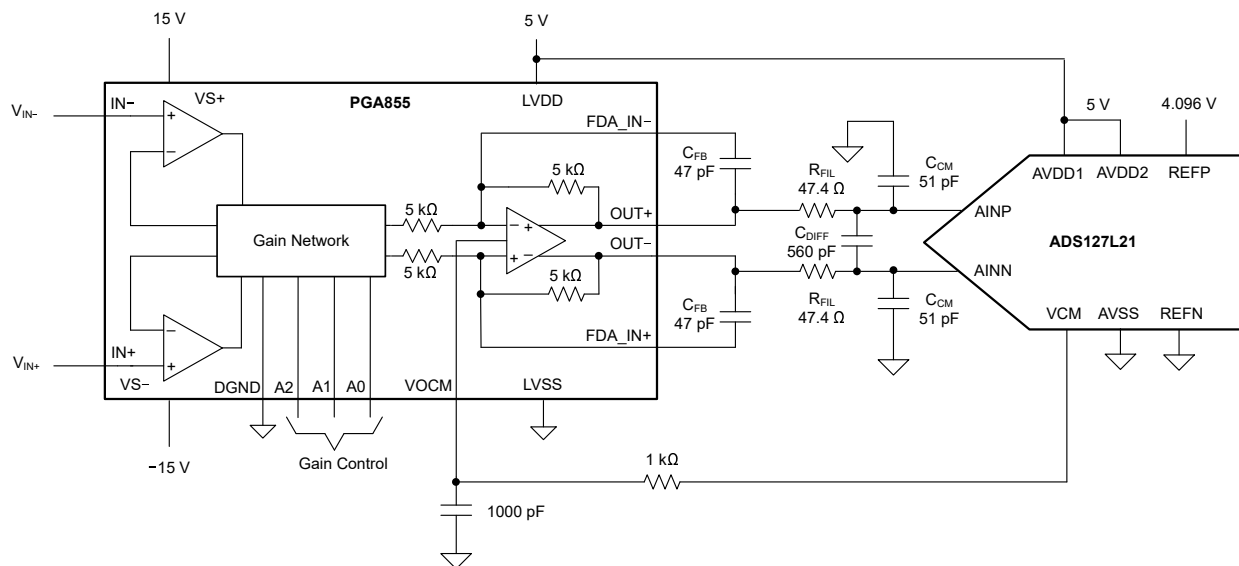 15 V
5 V
PGA855
LVDD
IN−
VS+
V_IN−
FDA_IN−
C_FB
47 pF
5 kΩ
5 kΩ
OUT+
OUT−
Gain Network
5 kΩ
5 kΩ
C_FB
47 pF
FDA_IN+
IN+
V_IN+
VS−
DGND
A2
A1
A0
VOCM
LVSS
−15 V
Gain Control
R_FIL
47.4 Ω
C_CM
51 pF
C_DIFF
560 pF
R_FIL
47.4 Ω
C_CM
51 pF
5 V
4.096 V
AVDD1
AVDD2
REFP
AINP
ADS127L21
AINN
VCM
AVSS
REFN
1 kΩ
1000 pF
+
−
−
+
−
+
+
−